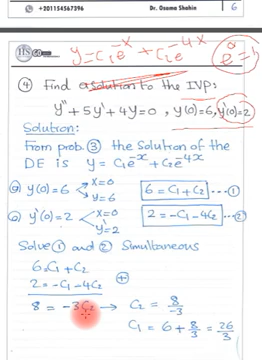 +201154567396 Dr. Osama Shahin 6
y = c₁e^-x + c₂e^-4x e^0 = 1
④ Find a solution to the IVP:
y'' + 5y' + 4y = 0, y(0)=6, y'(0)=2
Solution:
From prob. ③ the Solution of the
DE is y = C₁e^-x + C₂e^-4x
@ y(0)=6 x=0 y=6 6 = C₁ + C₂ ---①
@ y'(0)=2 x=0 y'=2 2 = -C₁ - 4C₂ ---②
Solve ① and ② Simultaneous
6 = C₁ + C₂
2 = -C₁ - 4C₂ ⊕
8 = -3C₂ → C₂ = 8/-3
C₁ = 6 + 8/3 = 26/3